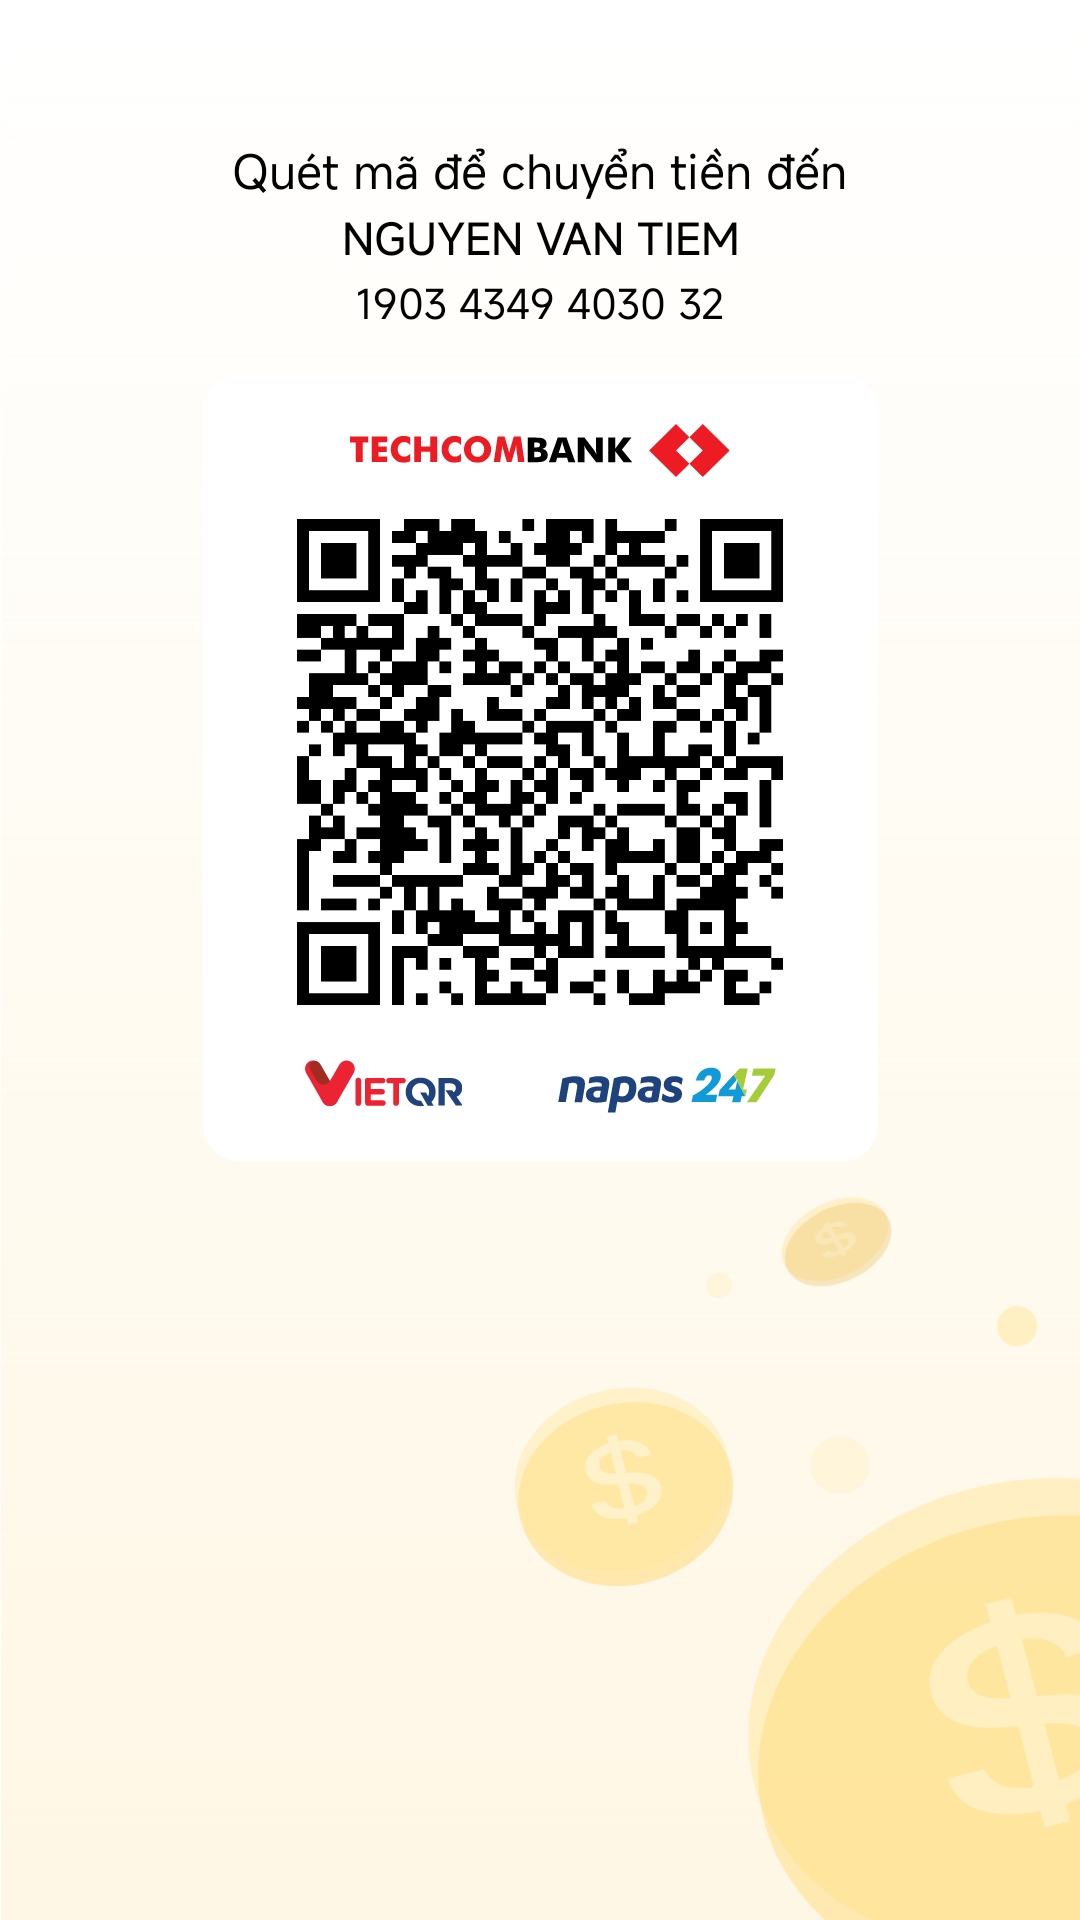 Quét mã để chuyển tiền đến
NGUYEN VAN TIEM
1903 4349 4030 32
TECHCOMBANK
VIETQR
napas 247
$
$
$